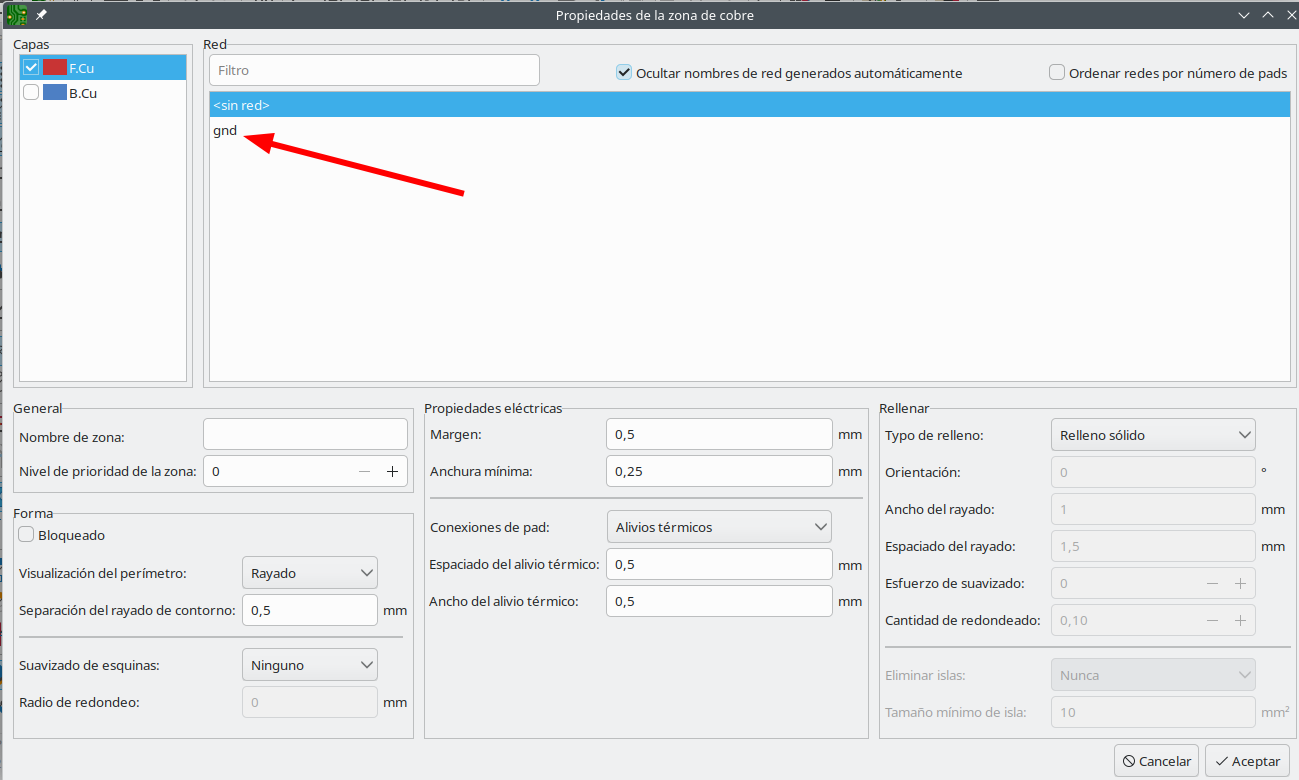 Propiedades de la zona de cobre
Capas
F.Cu
B.Cu
Red
Filtro
Ocultar nombres de red generados automáticamente
Ordenar redes por número de pads
<sin red>
gnd
General
Nombre de zona:
Nivel de prioridad de la zona: 0
Forma
Bloqueado
Visualización del perímetro: Rayado
Separación del rayado de contorno: 0,5 mm
Suavizado de esquinas: Ninguno
Radio de redondeo: 0 mm
Propiedades eléctricas
Margen: 0,5 mm
Anchura mínima: 0,25 mm
Conexiones de pad: Alivios térmicos
Espaciado del alivio térmico: 0,5 mm
Ancho del alivio térmico: 0,5 mm
Rellenar
Typo de relleno: Relleno sólido
Orientación: 0 °
Ancho del rayado: 1 mm
Espaciado del rayado: 1,5 mm
Esfuerzo de suavizado: 0
Cantidad de redondeado: 0,10
Eliminar islas: Nunca
Tamaño mínimo de isla: 10 mm²
Cancelar
Aceptar